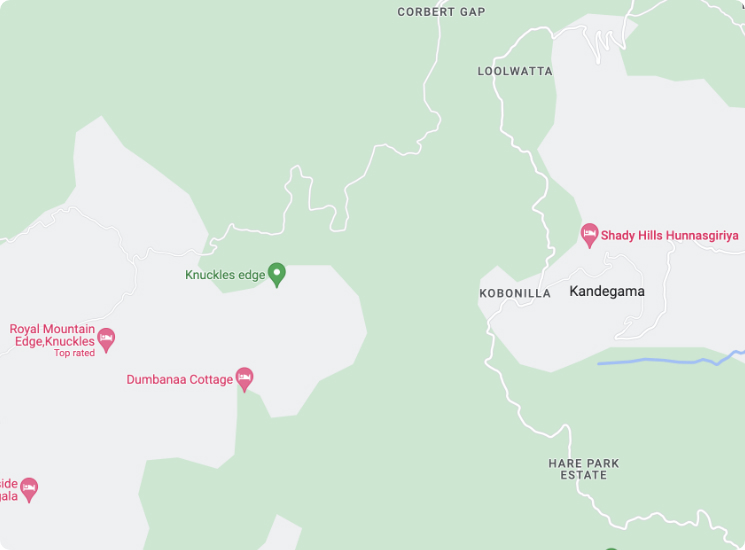 CORBERT GAP
LOOLWATTA
Shady Hills Hunnasgiriya
Knuckles edge
KOBONILLA
Kandegama
Royal Mountain
Edge,Knuckles
Top rated
Dumbanaa Cottage
HARE PARK
ESTATE
side
gala